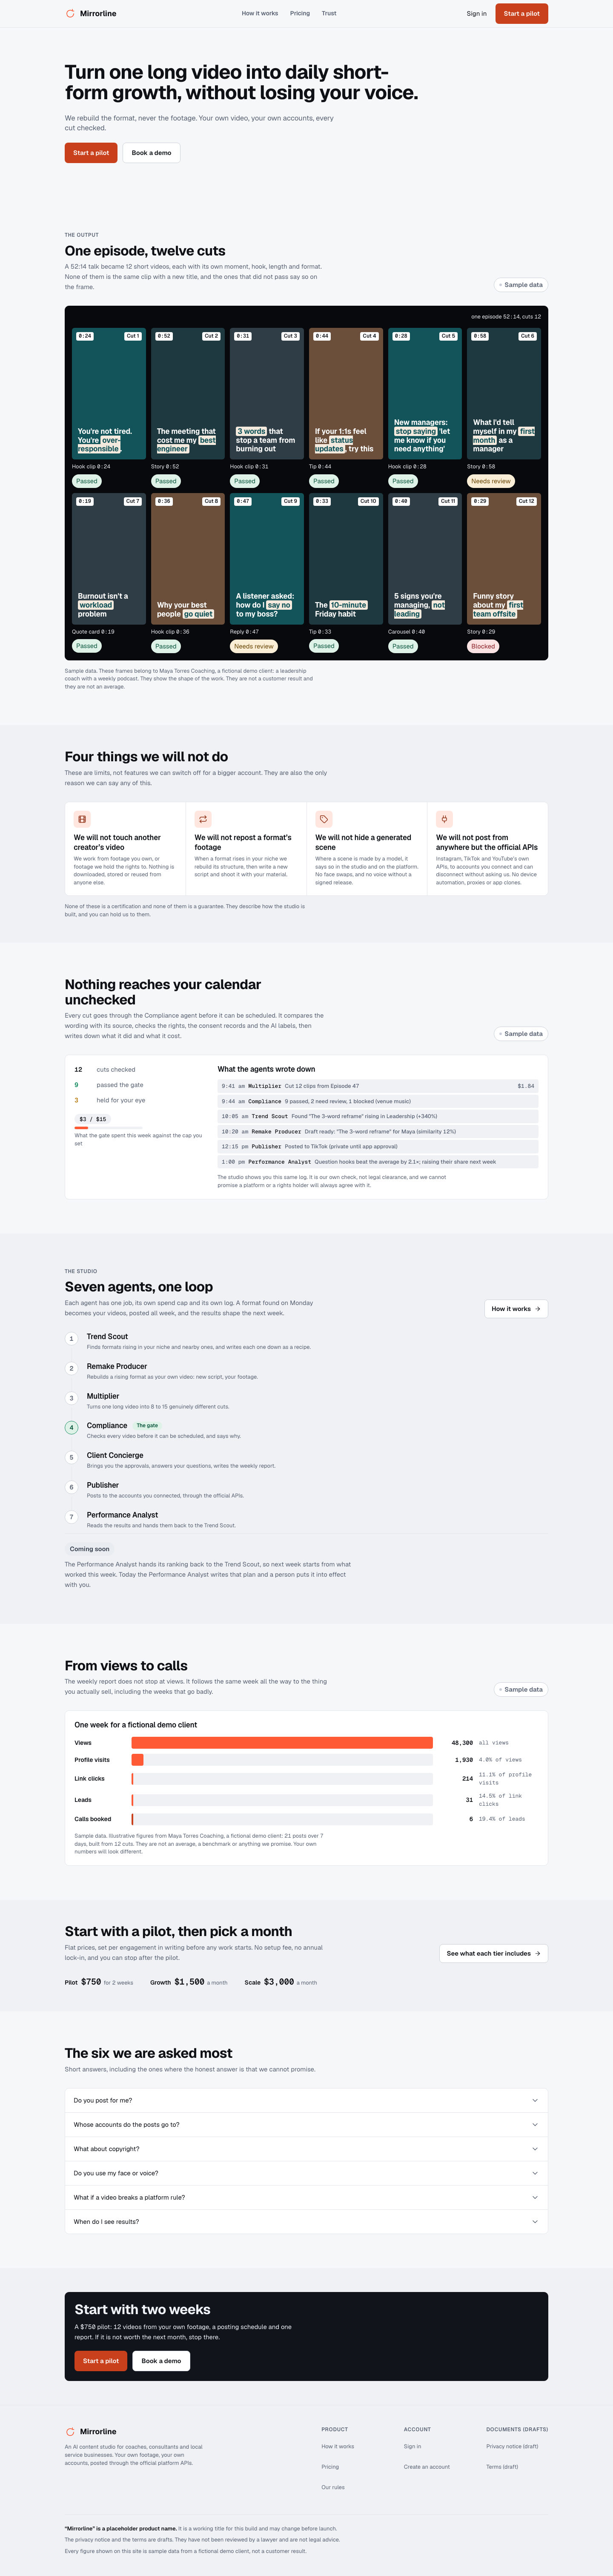 Mirrorline
How it works
Pricing
Trust
Sign in
Start a pilot
Turn one long video into daily short-
form growth, without losing your voice.
We rebuild the format, never the footage. Your own video, your own accounts, every
cut checked.
Start a pilot
Book a demo
THE OUTPUT
One episode, twelve cuts
A 52:14 talk became 12 short videos, each with its own moment, hook, length and format.
None of them is the same clip with a new title, and the ones that did not pass say so on
the frame.
Sample data
one episode 52:14, cuts 12
0:24 Cut 1
You're not tired.
You're over-
responsible.
Hook clip 0:24
Passed
0:52 Cut 2
The meeting that
cost me my best
engineer
Story 0:52
Passed
0:31 Cut 3
3 words that
stop a team from
burning out
Hook clip 0:31
Passed
0:44 Cut 4
If your 1:1s feel
like status
updates, try this
Tip 0:44
Passed
0:28 Cut 5
New managers:
stop saying 'let
me know if you
need anything'
Hook clip 0:28
Passed
0:58 Cut 6
What I'd tell
myself in my first
month as a
manager
Story 0:58
Needs review
0:19 Cut 7
Burnout isn't a
workload
problem
Quote card 0:19
Passed
0:36 Cut 8
Why your best
people go quiet
Hook clip 0:36
Passed
0:47 Cut 9
A listener asked:
how do I say no
to my boss?
Reply 0:47
Needs review
0:33 Cut 10
The 10-minute
Friday habit
Tip 0:33
Passed
0:40 Cut 11
5 signs you're
managing, not
leading
Carousel 0:40
Passed
0:29 Cut 12
Funny story
about my first
team offsite
Story 0:29
Blocked
Sample data. These frames belong to Maya Torres Coaching, a fictional demo client: a leadership
coach with a weekly podcast. They show the shape of the work. They are not a customer result and
they are not an average.
Four things we will not do
These are limits, not features we can switch off for a bigger account. They are also the only
reason we can say any of this.
We will not touch another
creator's video
We work from footage you own, or
footage we hold the rights to. Nothing is
downloaded, stored or reused from
anyone else.
We will not repost a format's
footage
When a format rises in your niche we
rebuild its structure, then write a new
script and shoot it with your material.
We will not hide a generated
scene
Where a scene is made by a model, it
says so in the studio and on the platform.
No face swaps, and no voice without a
signed release.
We will not post from
anywhere but the official APIs
Instagram, TikTok and YouTube's own
APIs, to accounts you connect and can
disconnect without asking us. No device
automation, proxies or app clones.
None of these is a certification and none of them is a guarantee. They describe how the studio is
built, and you can hold us to them.
Nothing reaches your calendar
unchecked
Every cut goes through the Compliance agent before it can be scheduled. It compares the
wording with its source, checks the rights, the consent records and the AI labels, then
writes down what it did and what it cost.
Sample data
12 cuts checked
9 passed the gate
3 held for your eye
$3 / $15
What the gate spent this week against the cap you
set
What the agents wrote down
9:41 am Multiplier Cut 12 clips from Episode 47 $1.84
9:44 am Compliance 9 passed, 2 need review, 1 blocked (venue music)
10:05 am Trend Scout Found "The 3-word reframe" rising in Leadership (+340%)
10:20 am Remake Producer Draft ready: "The 3-word reframe" for Maya (similarity 12%)
12:15 pm Publisher Posted to TikTok (private until app approval)
1:00 pm Performance Analyst Question hooks beat the average by 2.1×; raising their share next week
The studio shows you this same log. It is our own check, not legal clearance, and we cannot
promise a platform or a rights holder will always agree with it.
THE STUDIO
Seven agents, one loop
Each agent has one job, its own spend cap and its own log. A format found on Monday
becomes your videos, posted all week, and the results shape the next week.
How it works
1
Trend Scout
Finds formats rising in your niche and nearby ones, and writes each one down as a recipe.
2
Remake Producer
Rebuilds a rising format as your own video: new script, your footage.
3
Multiplier
Turns one long video into 8 to 15 genuinely different cuts.
4
Compliance The gate
Checks every video before it can be scheduled, and says why.
5
Client Concierge
Brings you the approvals, answers your questions, writes the weekly report.
6
Publisher
Posts to the accounts you connected, through the official APIs.
7
Performance Analyst
Reads the results and hands them back to the Trend Scout.
Coming soon
The Performance Analyst hands its ranking back to the Trend Scout, so next week starts from what
worked this week. Today the Performance Analyst writes that plan and a person puts it into effect
with you.
From views to calls
The weekly report does not stop at views. It follows the same week all the way to the thing
you actually sell, including the weeks that go badly.
Sample data
One week for a fictional demo client
Views 48,300 all views
Profile visits 1,930 4.0% of views
Link clicks 214 11.1% of profile
visits
Leads 31 14.5% of link
clicks
Calls booked 6 19.4% of leads
Sample data. Illustrative figures from Maya Torres Coaching, a fictional demo client: 21 posts over 7
days, built from 12 cuts. They are not an average, a benchmark or anything we promise. Your own
numbers will look different.
Start with a pilot, then pick a month
Flat prices, set per engagement in writing before any work starts. No setup fee, no annual
lock-in, and you can stop after the pilot.
See what each tier includes
Pilot $750 for 2 weeks
Growth $1,500 a month
Scale $3,000 a month
The six we are asked most
Short answers, including the ones where the honest answer is that we cannot promise.
Do you post for me?
Whose accounts do the posts go to?
What about copyright?
Do you use my face or voice?
What if a video breaks a platform rule?
When do I see results?
Start with two weeks
A $750 pilot: 12 videos from your own footage, a posting schedule and one
report. If it is not worth the next month, stop there.
Start a pilot
Book a demo
Mirrorline
An AI content studio for coaches, consultants and local
service businesses. Your own footage, your own
accounts, posted through the official platform APIs.
PRODUCT
How it works
Pricing
Our rules
ACCOUNT
Sign in
Create an account
DOCUMENTS (DRAFTS)
Privacy notice (draft)
Terms (draft)
"Mirrorline" is a placeholder product name. It is a working title for this build and may change before launch.
The privacy notice and the terms are drafts. They have not been reviewed by a lawyer and are not legal advice.
Every figure shown on this site is sample data from a fictional demo client, not a customer result.